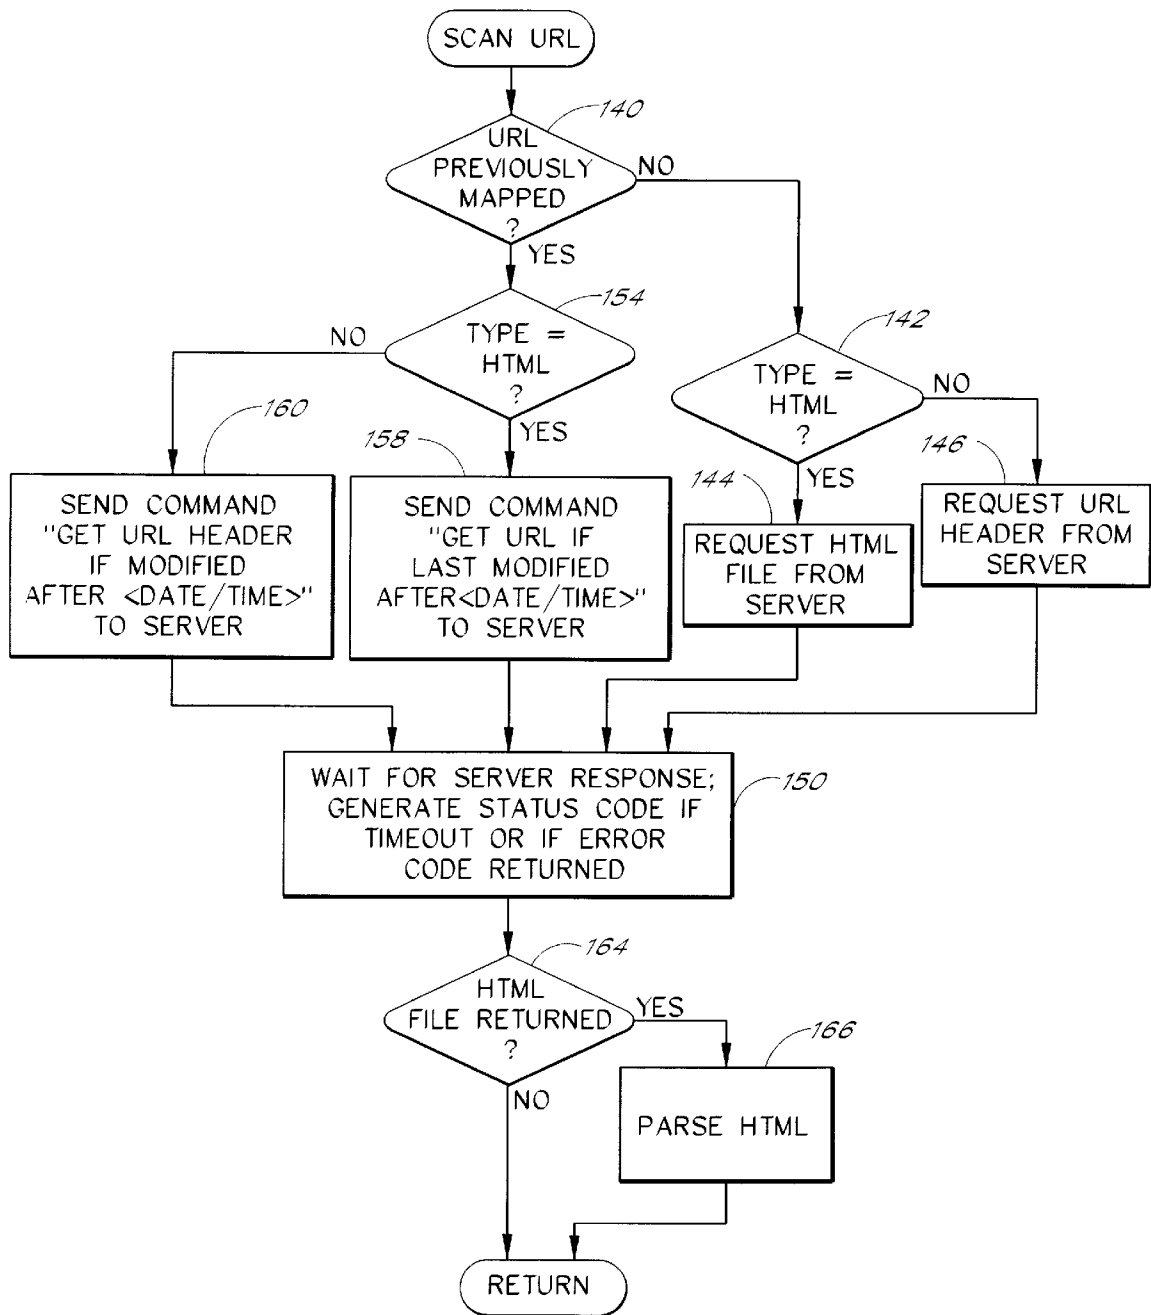 SCAN URL
140
URL
PREVIOUSLY
MAPPED
?
NO
YES
154
TYPE =
HTML
?
NO
YES
142
TYPE =
HTML
?
NO
YES
160
SEND COMMAND
"GET URL HEADER
IF MODIFIED
AFTER <DATE/TIME>"
TO SERVER
158
SEND COMMAND
"GET URL IF
LAST MODIFIED
AFTER<DATE/TIME>"
TO SERVER
144
REQUEST HTML
FILE FROM
SERVER
146
REQUEST URL
HEADER FROM
SERVER
WAIT FOR SERVER RESPONSE;
GENERATE STATUS CODE IF
TIMEOUT OR IF ERROR
CODE RETURNED
150
164
HTML
FILE RETURNED
?
YES
NO
166
PARSE HTML
RETURN